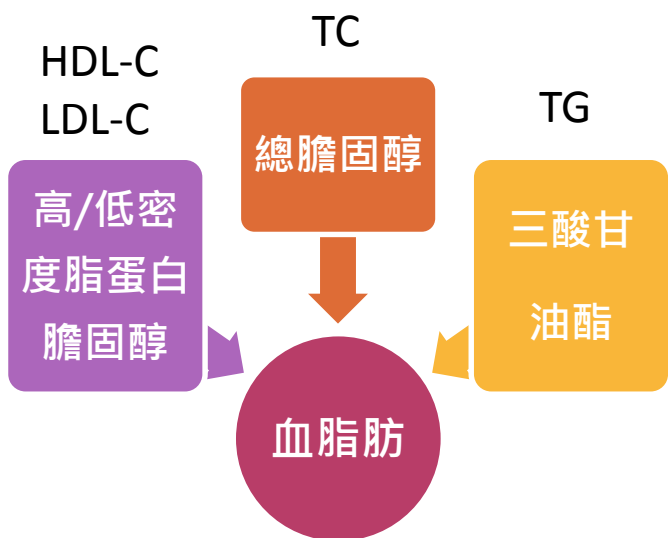 HDL-C
LDL-C
高/低密
度脂蛋白
膽固醇
TC
總膽固醇
TG
三酸甘
油酯
血脂肪